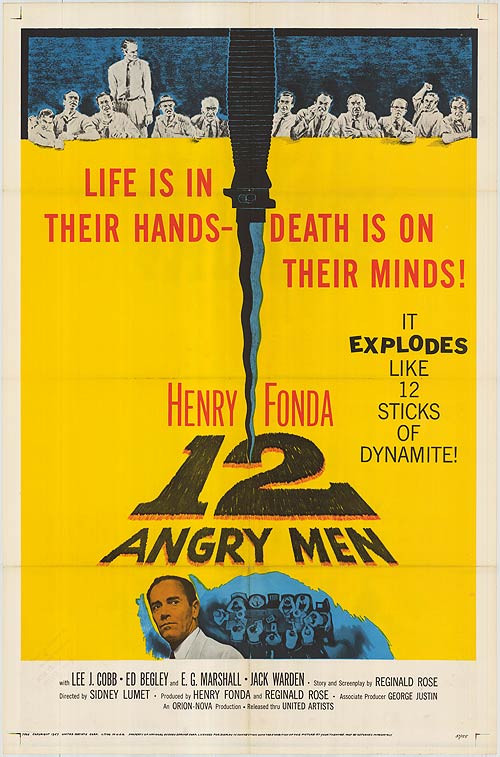 LIFE IS IN
THEIR HANDS- DEATH IS ON
THEIR MINDS!
IT
EXPLODES
LIKE
12
STICKS
OF
DYNAMITE!
HENRY FONDA
12
ANGRY MEN
with LEE J. COBB • ED BEGLEY and E. G. MARSHALL • JACK WARDEN • Story and Screenplay by REGINALD ROSE
Directed by SIDNEY LUMET • Produced by HENRY FONDA and REGINALD ROSE • Associate Producer GEORGE JUSTIN
An ORION-NOVA Production • Released thru UNITED ARTISTS